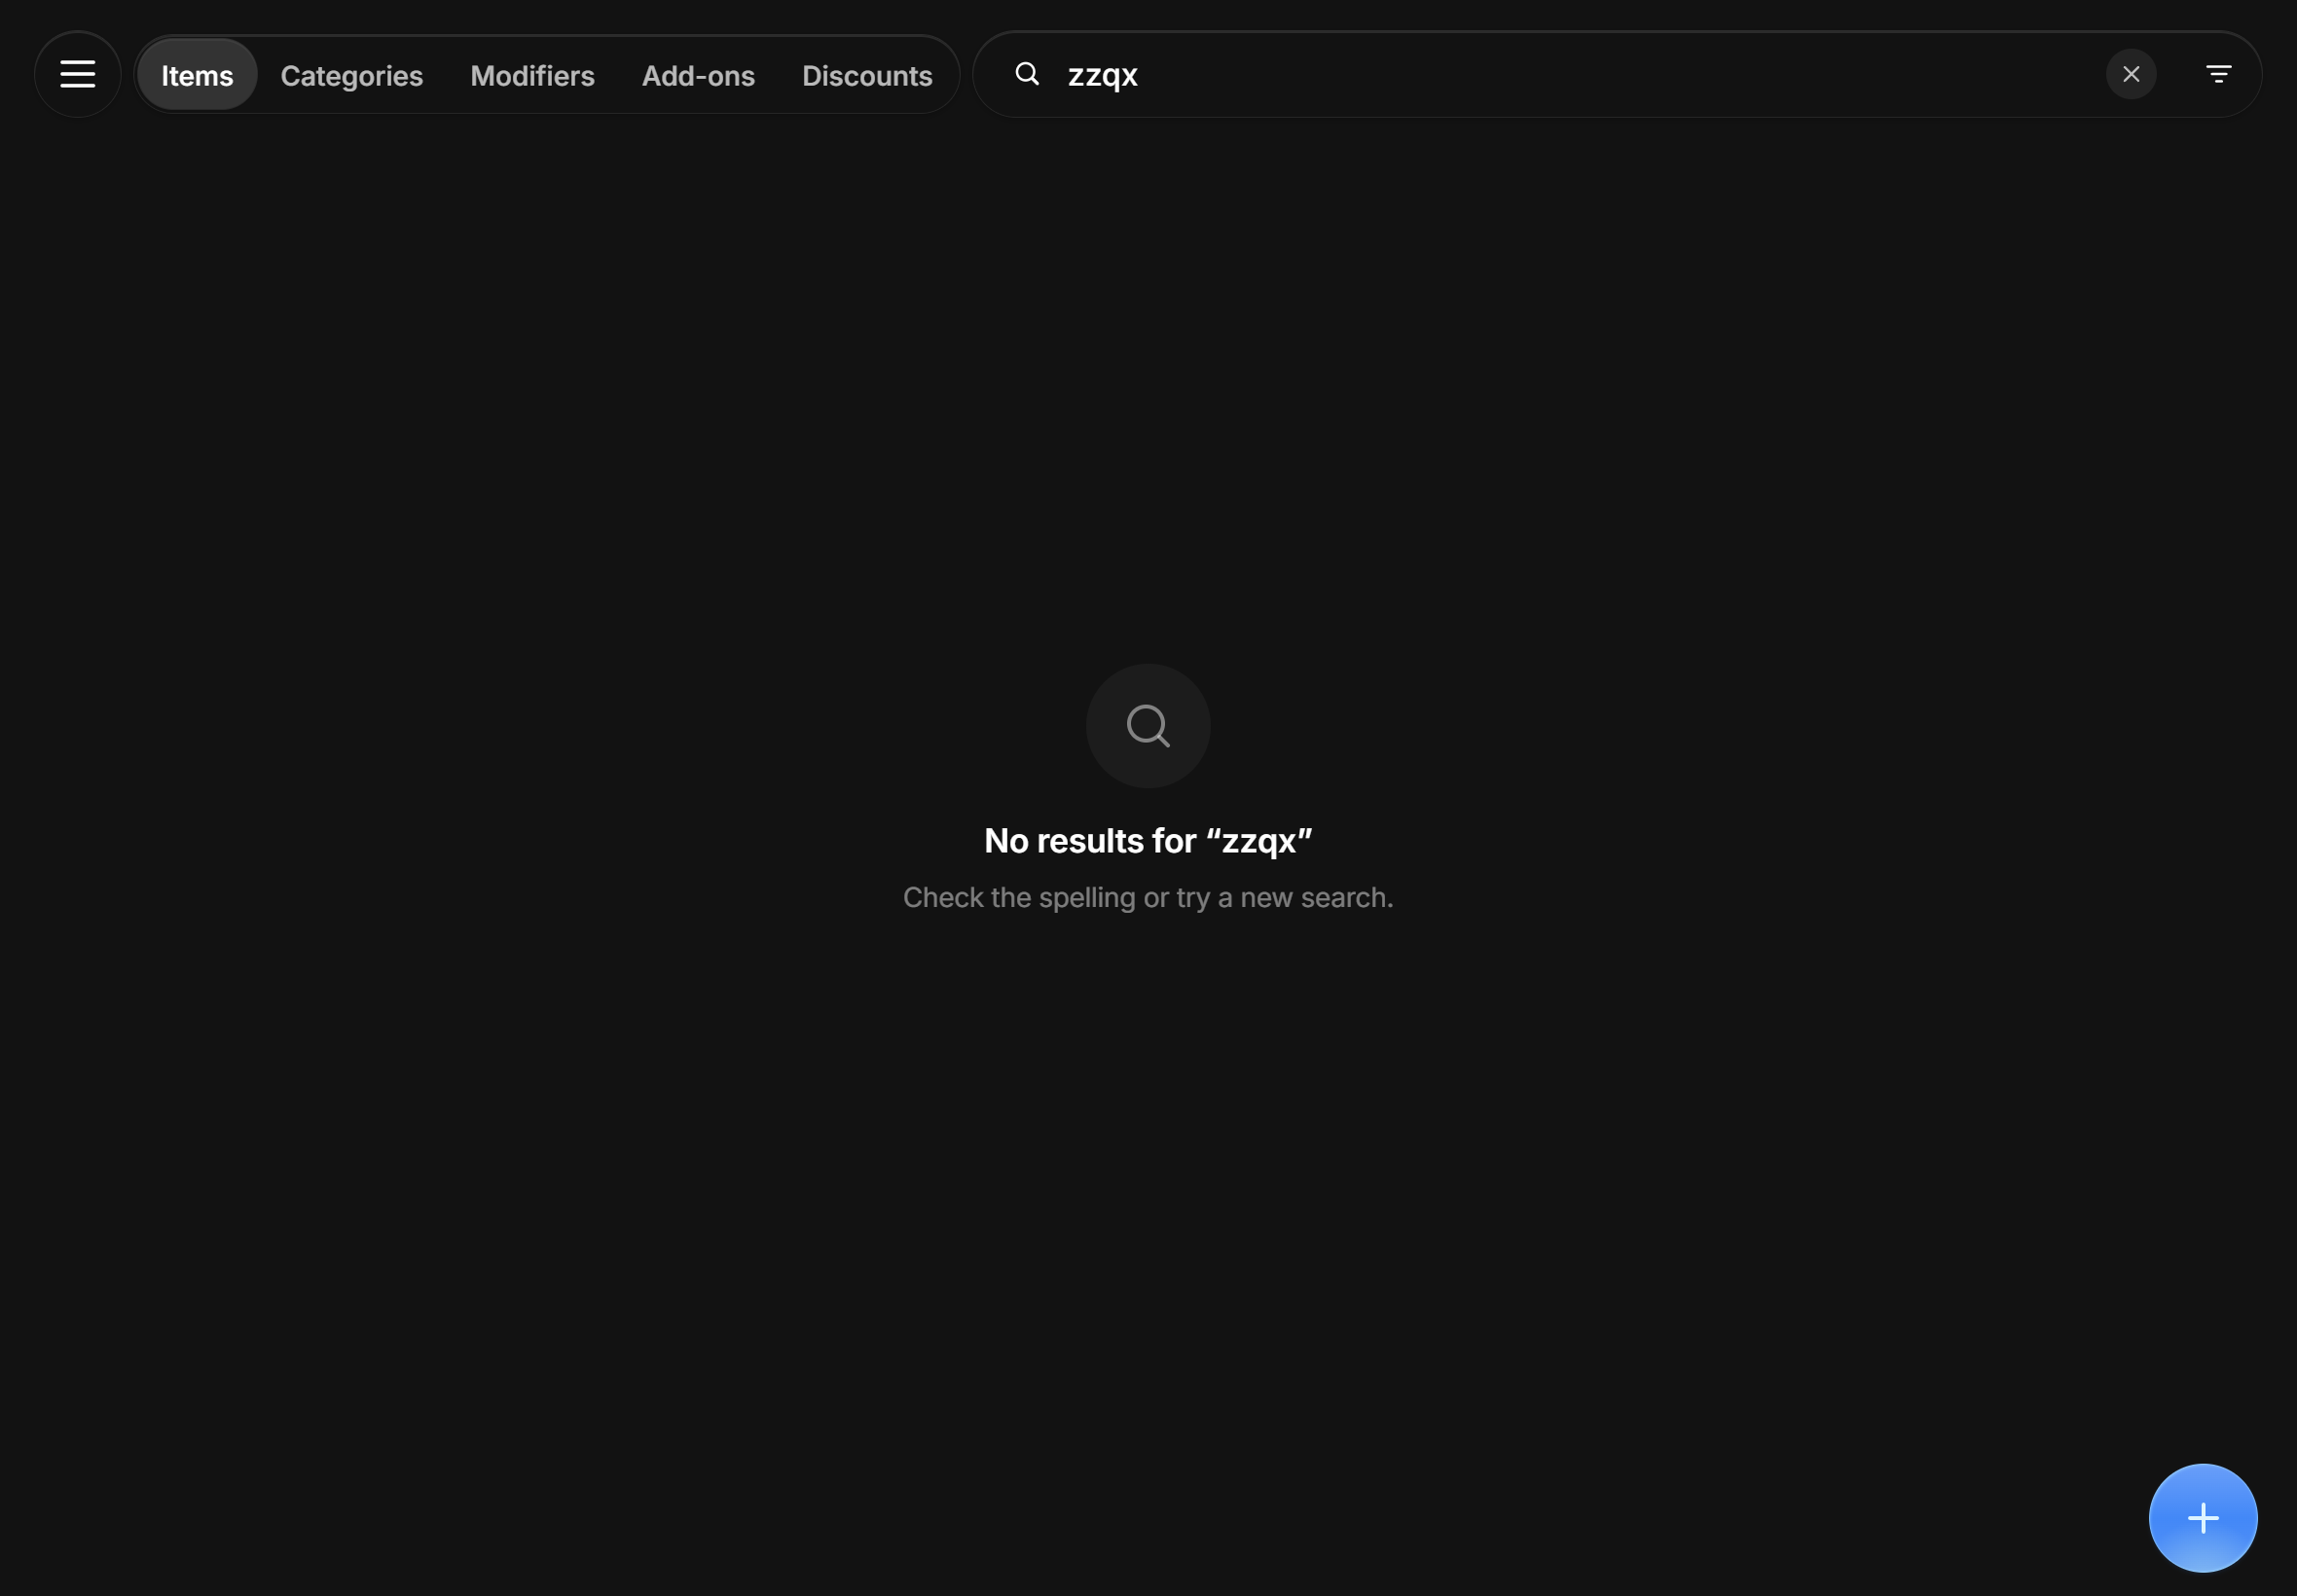 Items Categories Modifiers Add-ons Discounts zzqx
No results for “zzqx”
Check the spelling or try a new search.